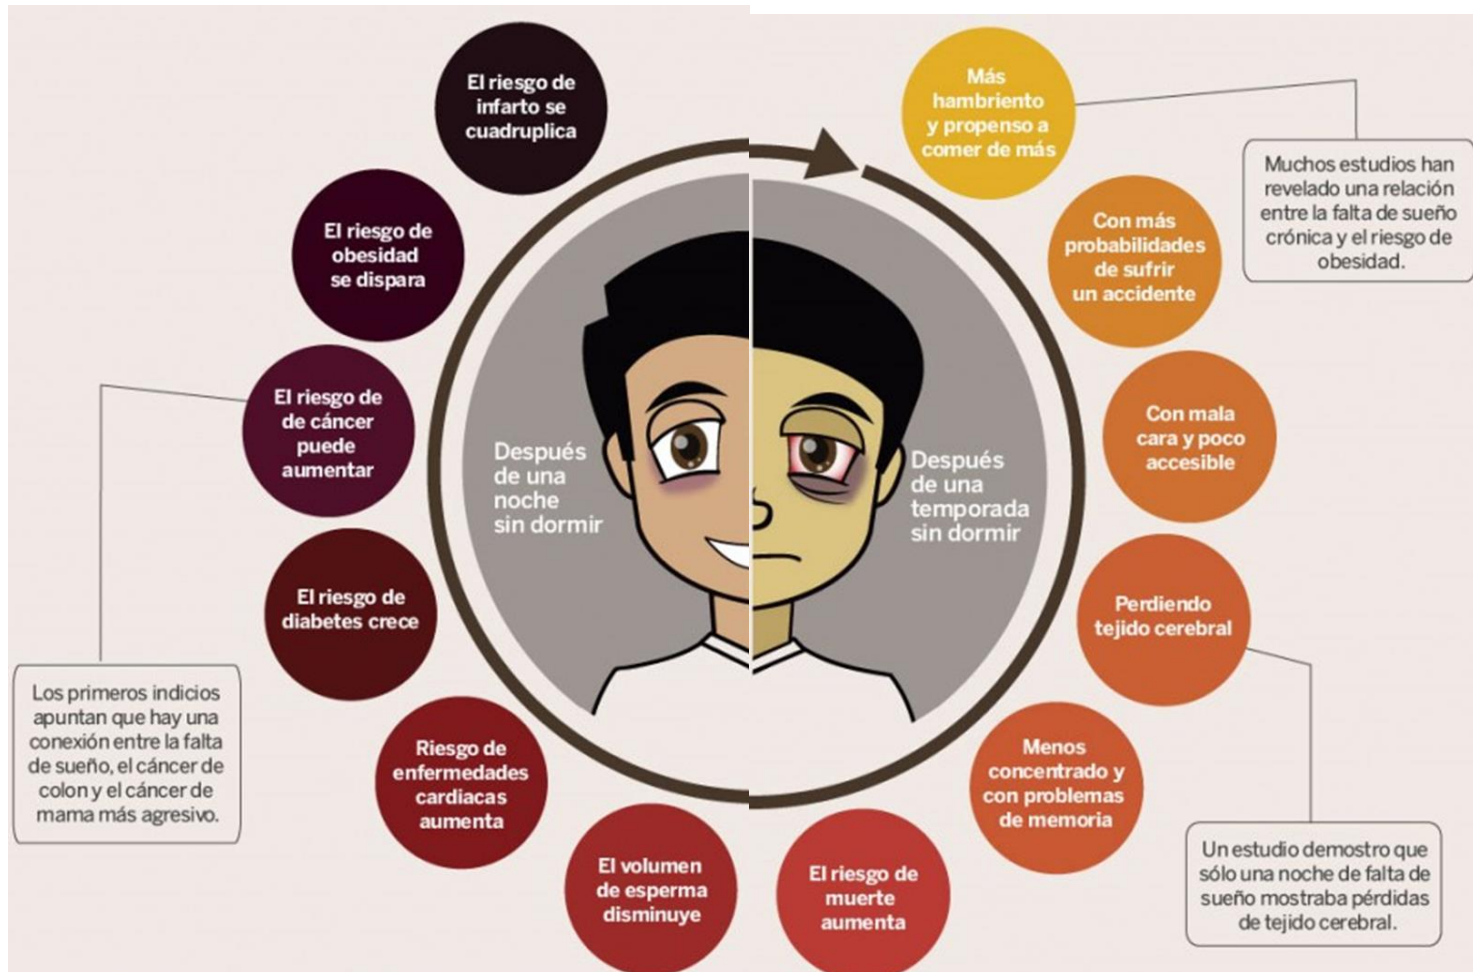 El riesgo de
infarto se
cuadruplica
El riesgo de
obesidad
se dispara
El riesgo de
de cáncer
puede
aumentar
El riesgo de
diabetes crece
Los primeros indicios
apuntan que hay una
conexión entre la falta
de sueño, el cáncer de
colon y el cáncer de
mama más agresivo.
Riesgo de
enfermedades
cardiacas
aumenta
El volumen
de esperma
disminuye
Después
de una
noche
sin dormir
Después
de una
temporada
sin dormir
Más
hambriento
y propenso a
comer de más
Muchos estudios han
revelado una relación
entre la falta de sueño
crónica y el riesgo de
obesidad.
Con más
probabilidades
de sufrir
un accidente
Con mala
cara y poco
accesible
Perdiendo
tejido cerebral
Un estudio demostro que
sólo una noche de falta de
sueño mostraba pérdidas
de tejido cerebral.
Menos
concentrado y
con problemas
de memoria
El riesgo de
muerte
aumenta